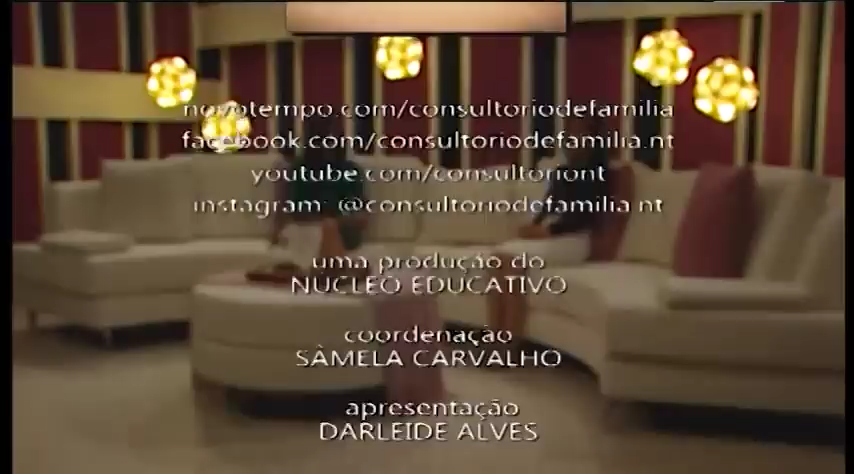 novotempo.com/consultoriodefamilia
facebook.com/consultoriodefamilia.nt
youtube.com/consultoriont
instagram: @consultoriodefamilia.nt
uma produção do
NÚCLEO EDUCATIVO
coordenação
SÂMELA CARVALHO
apresentação
DARLEIDE ALVES